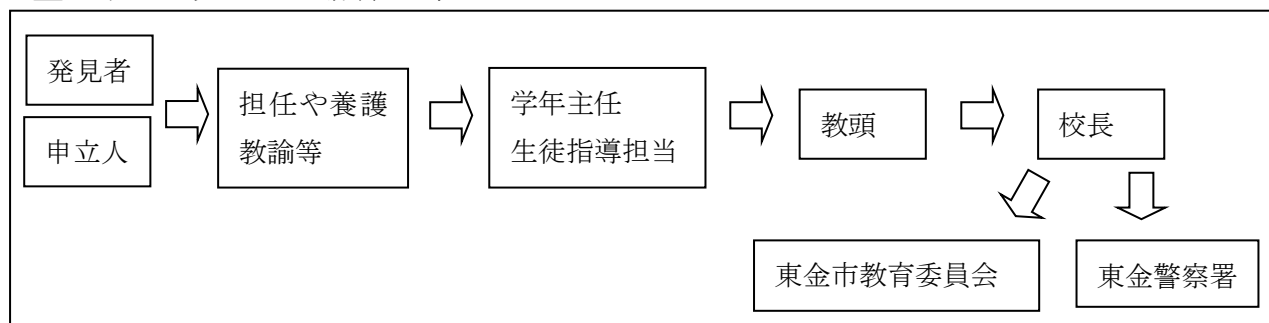 発見者
申立人
担任や養護
教諭等
学年主任
生徒指導担当
教頭
校長
東金市教育委員会
東金警察署